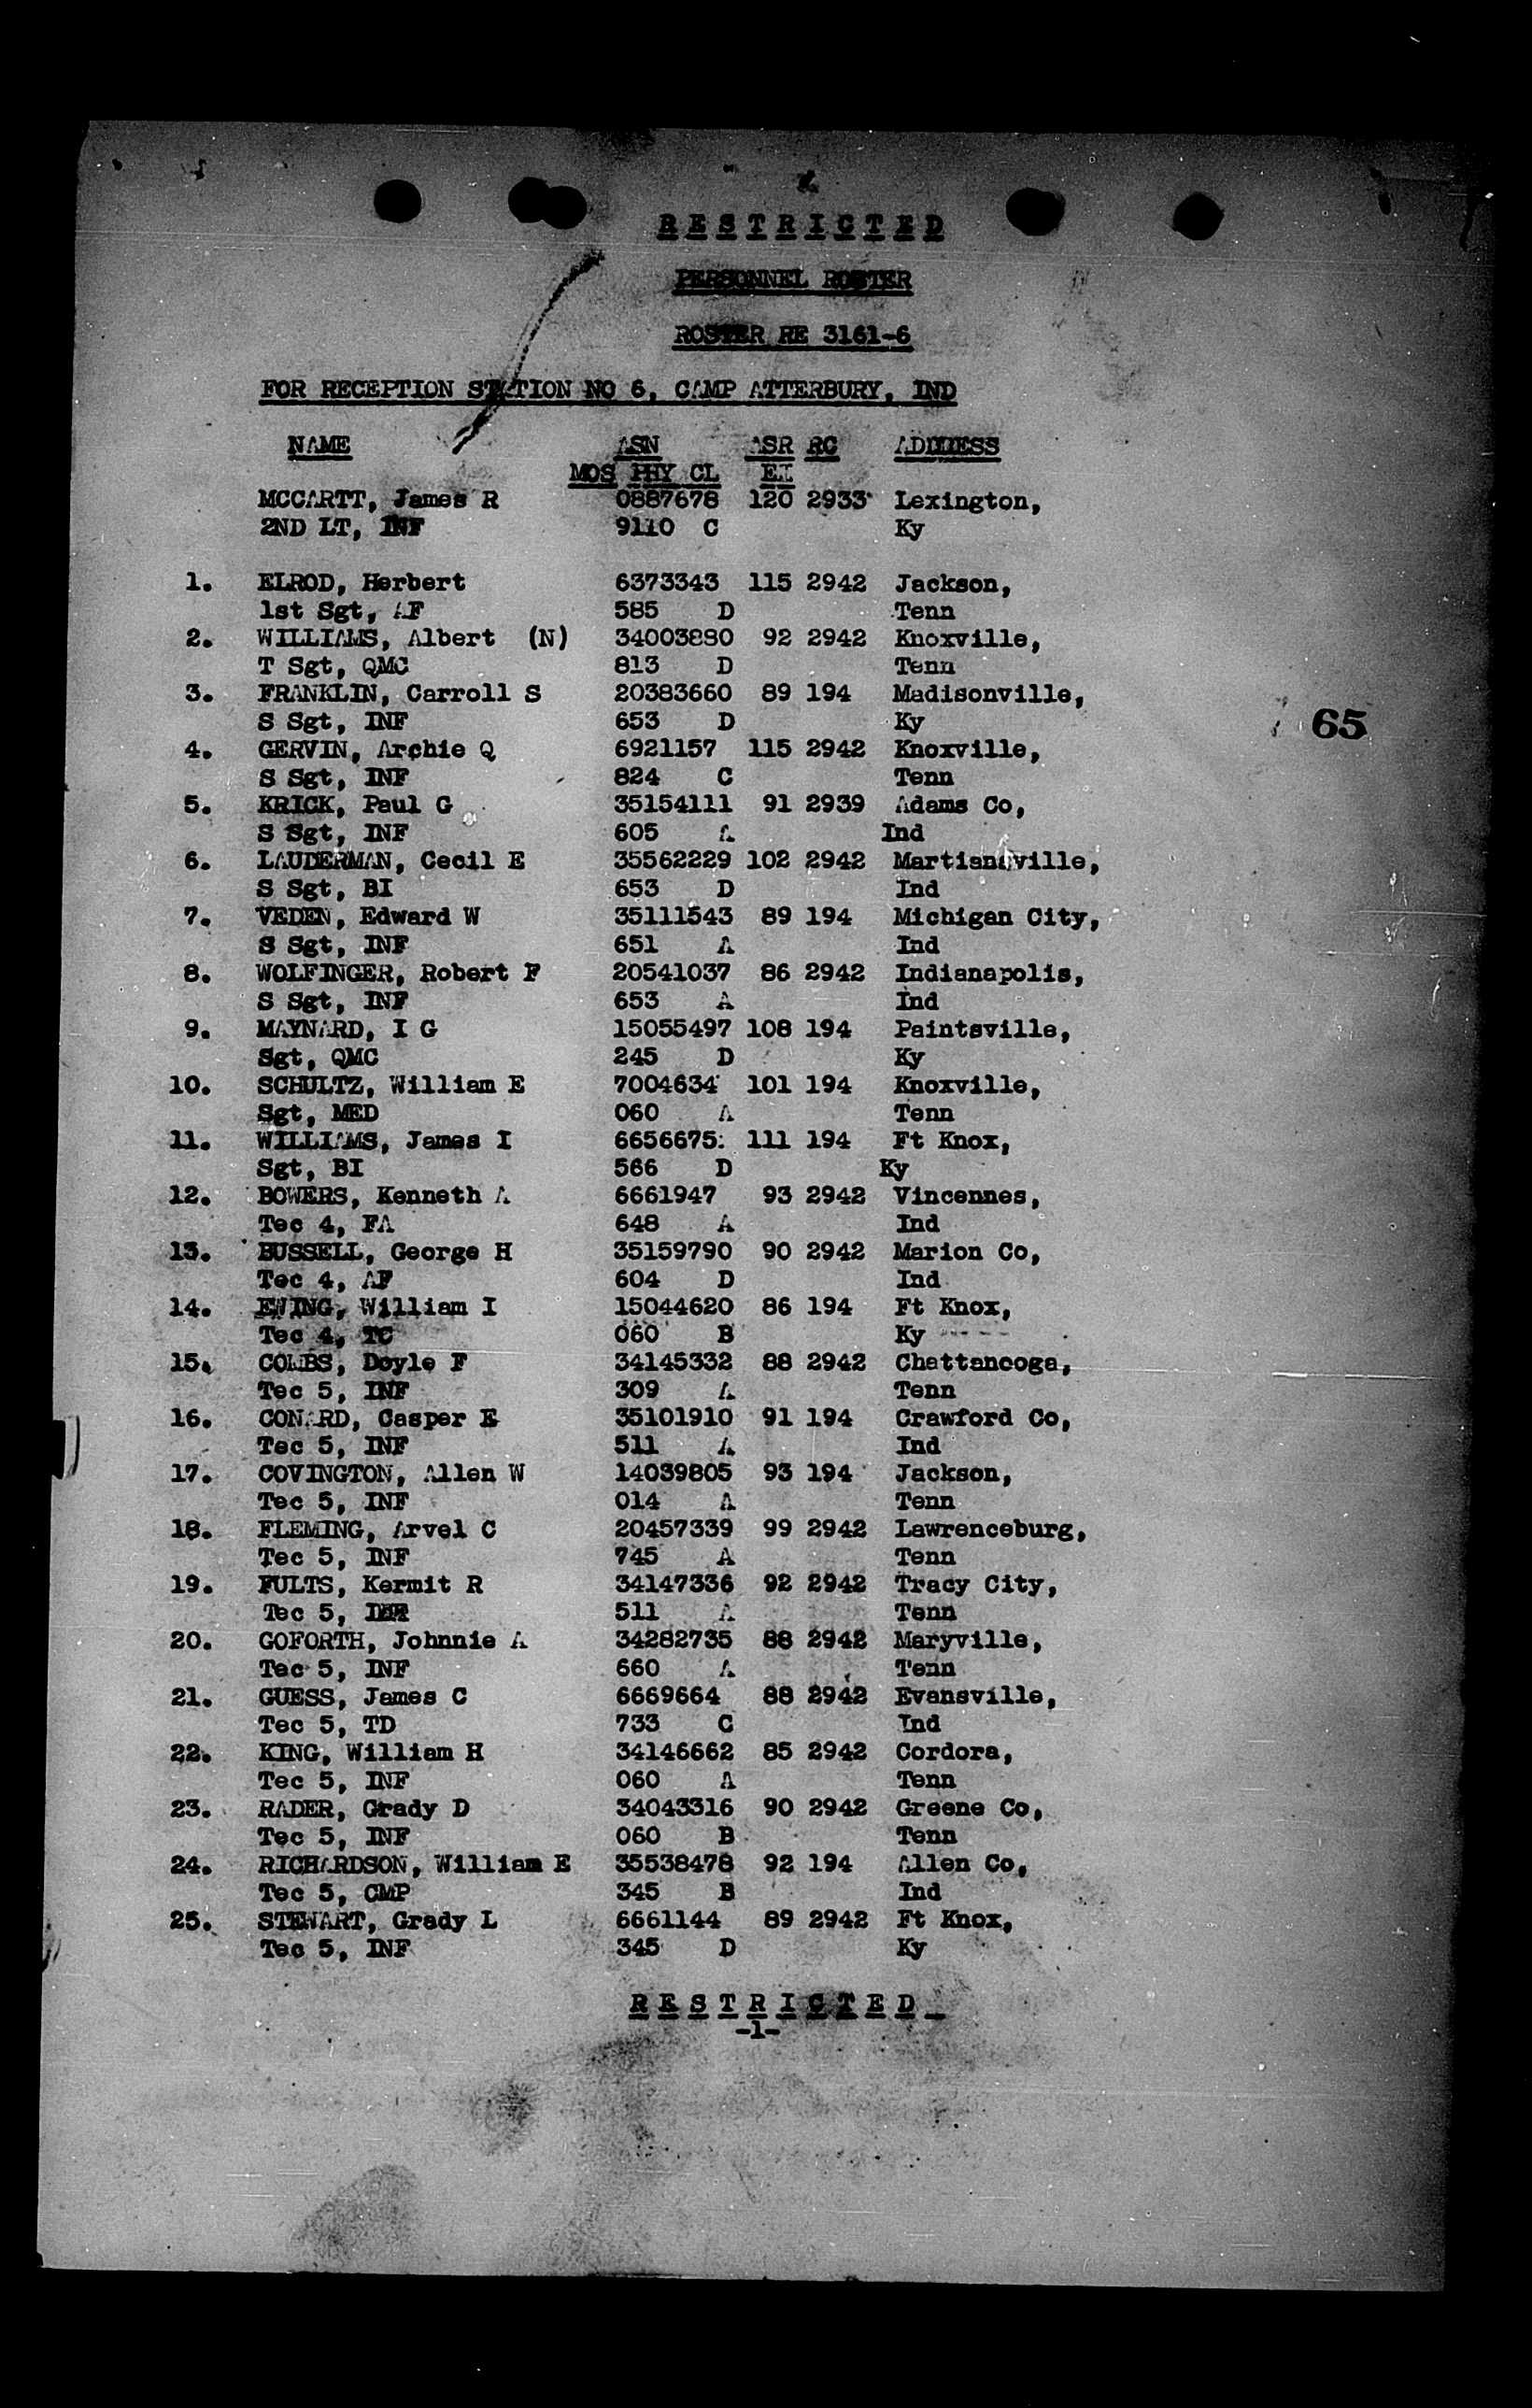 R E S T R I C T E D
PERSONNEL ROSTER
ROSTER RE 3161-6
FOR RECEPTION STATION NO 6, CAMP ATTERBURY, IND
NAME ASN ASR RC ADDRESS
MOS PHY CL EI
MCCARTT, James R 0887678 120 2933 Lexington,
2ND LT, INF 9110 C Ky
1. ELROD, Herbert 6373343 115 2942 Jackson,
1st Sgt, AF 585 D Tenn
2. WILLIAMS, Albert (N) 34003880 92 2942 Knoxville,
T Sgt, QMC 813 D Tenn
3. FRANKLIN, Carroll S 20383660 89 194 Madisonville,
S Sgt, INF 653 D Ky
65
4. GERVIN, Archie Q 6921157 115 2942 Knoxville,
S Sgt, INF 824 C Tenn
5. KRICK, Paul G 35154111 91 2939 Adams Co,
S Sgt, INF 605 A Ind
6. LAUDERMAN, Cecil E 35562229 102 2942
S Sgt, BI 653 D Ind
7. VEDEN, Edward W 35111543 89 194 Michigan City,
S Sgt, INF 651 A Ind
8. WOLFINGER, Robert F 20541037 86 2942 Indianapolis,
S Sgt, INF 653 A Ind
9. MAYNARD, I G 15055497 108 194 Paintsville,
Sgt, QMC 245 D Ky
10. SCHULTZ, William E 7004634 101 194 Knoxville,
Sgt, MED 060 A Tenn
11. WILLIAMS, James I 6656675 111 194 Ft Knox,
Sgt, BI 566 D Ky
12. BOWERS, Kenneth A 6661947 93 2942 Vincennes,
Tec 4, FA 648 A Ind
13. BUSSELL, George H 35159790 90 2942 Marion Co,
Tec 4, AF 604 D Ind
14. EWING, William I 15044620 86 194 Ft Knox,
Tec 4, TC 060 B Ky
15. COMBS, Doyle F 34145332 88 2942 Chattanooga,
Tec 5, INF 309 A Tenn
16. CONARD, Casper E 35101910 91 194 Crawford Co,
Tec 5, INF 511 A Ind
17. COVINGTON, Allen W 14039805 93 194 Jackson,
Tec 5, INF 014 A Tenn
18. FLEMING, Arvel C 20457339 99 2942 Lawrenceburg,
Tec 5, INF 745 A Tenn
19. FULTS, Kermit R 34147336 92 2942 Tracy City,
Tec 5, 511 A Tenn
20. GOFORTH, Johnnie A 34282735 88 2942 Maryville,
Tec 5, INF 660 A Tenn
21. GUESS, James C 6669664 88 2942 Evansville,
Tec 5, TD 733 C Ind
22. KING, William H 34146662 85 2942 Cordora,
Tec 5, INF 060 A Tenn
23. RADER, Grady D 34043316 90 2942 Greene Co,
Tec 5, INF 060 B Tenn
24. RICHARDSON, William E 35538478 92 194 Allen Co,
Tec 5, CMP 345 B Ind
25. STEWART, Grady L 6661144 89 2942 Ft Knox,
Tec 5, INF 345 D Ky
R E S T R I C T E D
-1-